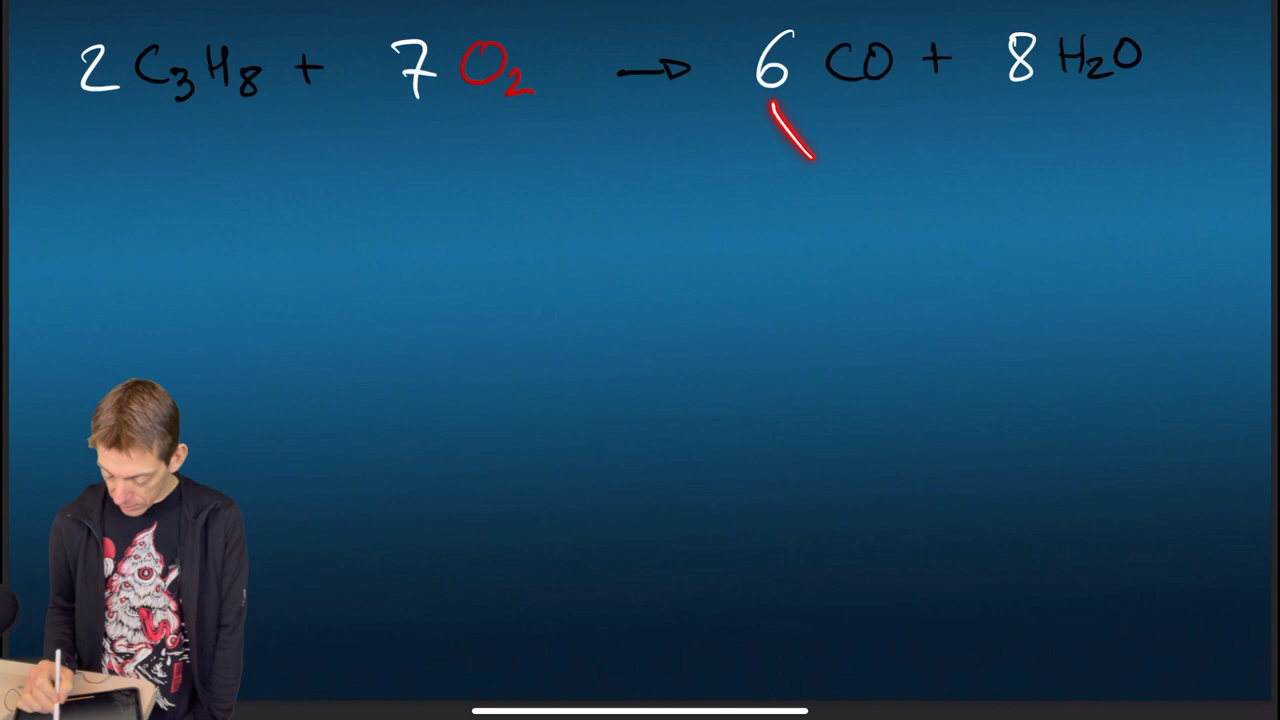 2 C₃H₈ + 7 O₂ → 6 CO + 8 H₂O